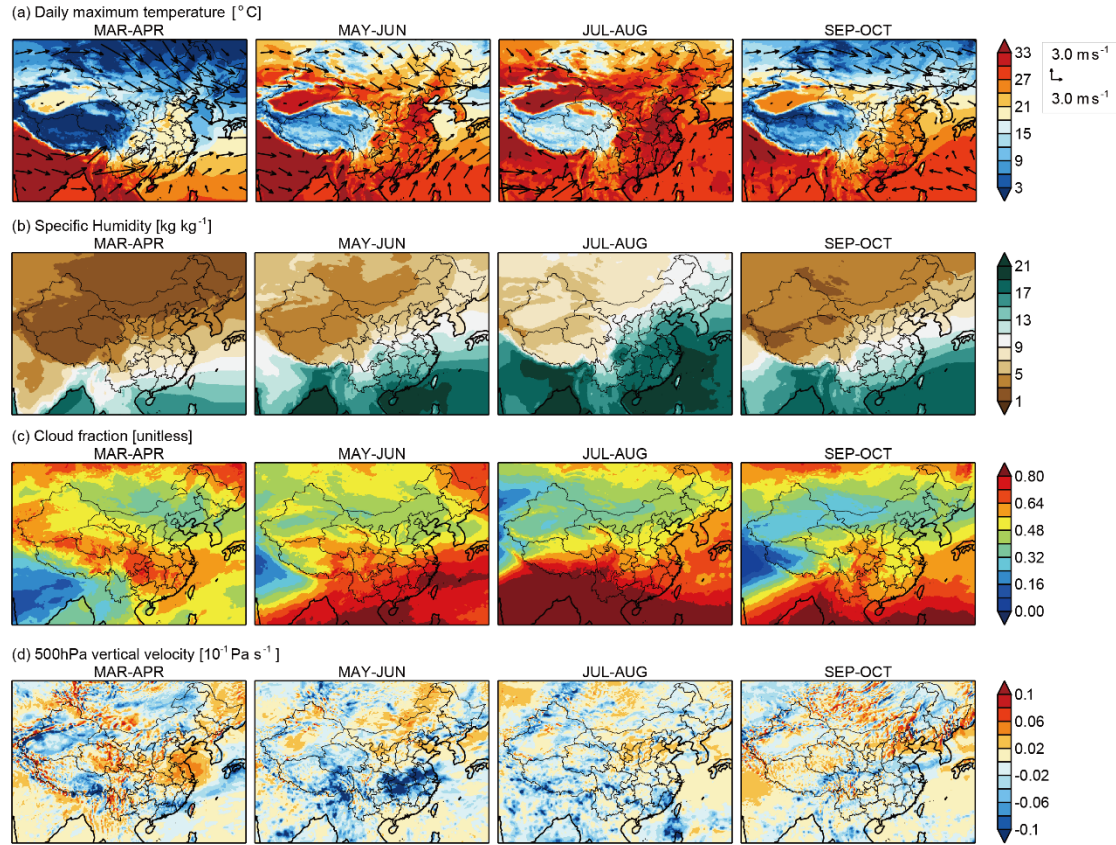 (a) Daily maximum temperature [°C]
MAR-APR MAY-JUN JUL-AUG SEP-OCT
33
27
21
15
9
3
3.0 m s⁻¹
3.0 m s⁻¹
(b) Specific Humidity [kg kg⁻¹]
MAR-APR MAY-JUN JUL-AUG SEP-OCT
21
17
13
9
5
1
(c) Cloud fraction [unitless]
MAR-APR MAY-JUN JUL-AUG SEP-OCT
0.80
0.64
0.48
0.32
0.16
0.00
(d) 500hPa vertical velocity [10⁻¹ Pa s⁻¹]
MAR-APR MAY-JUN JUL-AUG SEP-OCT
0.1
0.06
0.02
-0.02
-0.06
-0.1